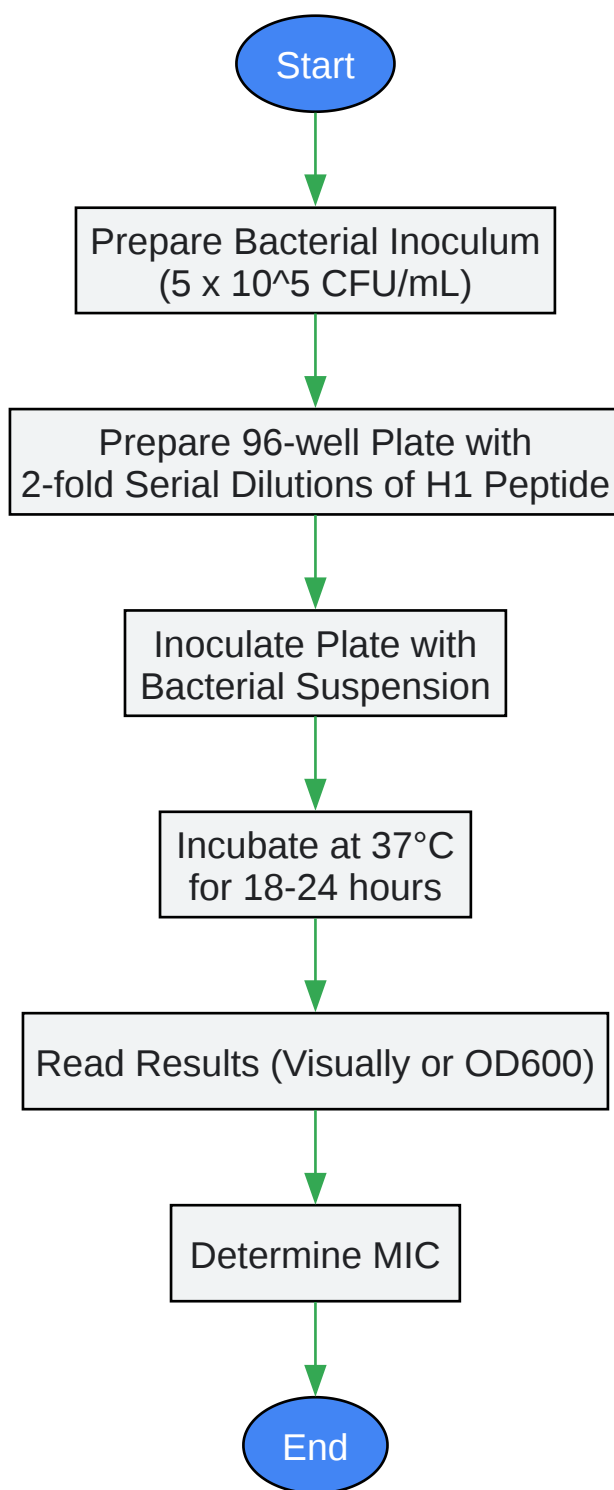 Start
Prepare Bacterial Inoculum
(5 x 10^5 CFU/mL)
Prepare 96-well Plate with
2-fold Serial Dilutions of H1 Peptide
Inoculate Plate with
Bacterial Suspension
Incubate at 37°C
for 18-24 hours
Read Results (Visually or OD600)
Determine MIC
End